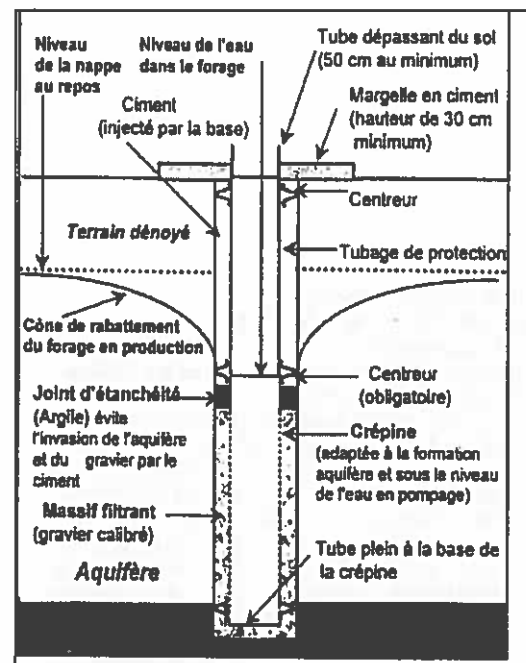 Niveau
de la nappe
au repos
Niveau de l'eau
dans le forage
Tube dépassant du sol
(50 cm au minimum)
Ciment
(injecté par la base)
Margelle en ciment
(hauteur de 30 cm
minimum)
Centreur
Terrain dénoyé
Tubage de protection
Cône de rabattement
du forage en production
Joint d'étanchéité
(Argile) évite
l'invasion de l'aquifère
et du gravier par le
ciment
Centreur
(obligatoire)
Crépine
(adaptée à la formation
aquifère et sous le niveau
de l'eau en pompage)
Massif filtrant
(gravier calibré)
Tube plein à la base de
la crépine
Aquifère